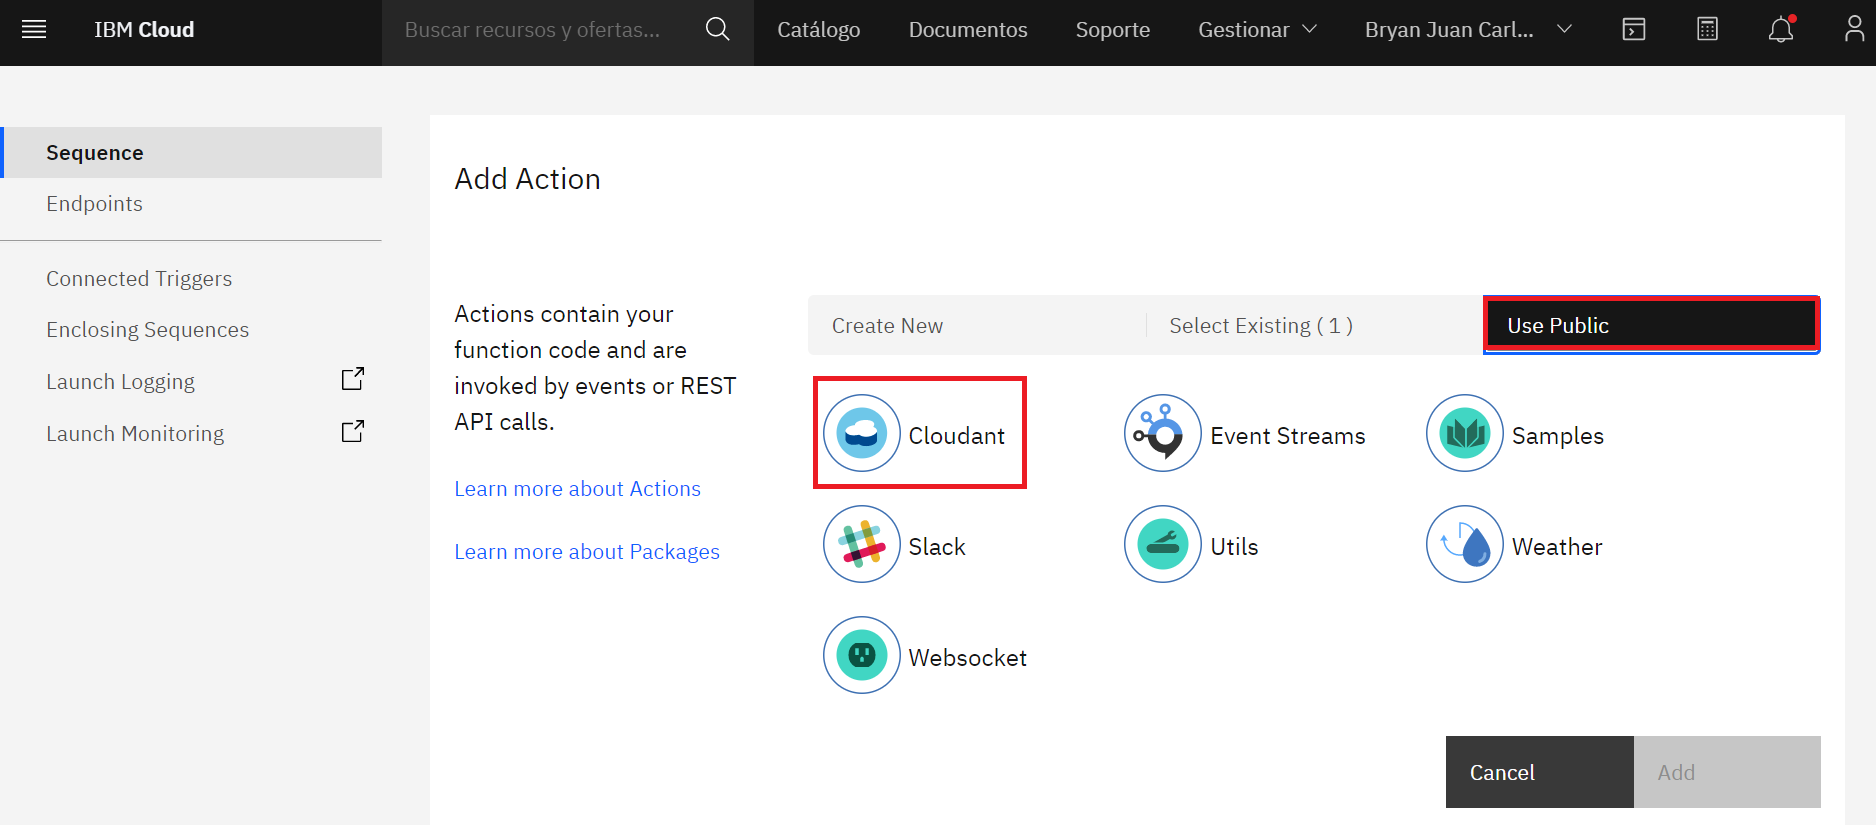 IBM Cloud
Buscar recursos y ofertas...
Catálogo
Documentos
Soporte
Gestionar
Bryan Juan Carl...
Sequence
Endpoints
Connected Triggers
Enclosing Sequences
Launch Logging
Launch Monitoring
Add Action
Actions contain your
function code and are
invoked by events or REST
API calls.
Learn more about Actions
Learn more about Packages
Create New
Select Existing ( 1 )
Use Public
Cloudant
Event Streams
Samples
Slack
Utils
Weather
Websocket
Cancel
Add